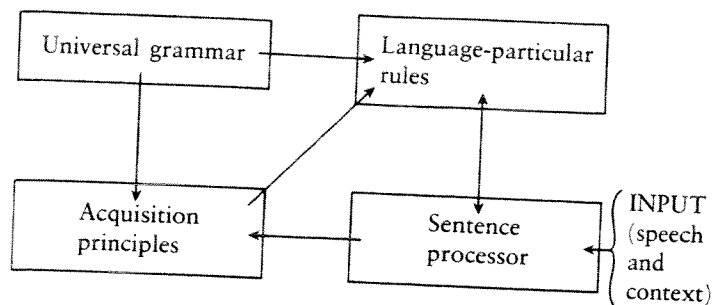 Universal grammar
Language-particular
rules
Acquisition
principles
Sentence
processor
INPUT
(speech
and
context)